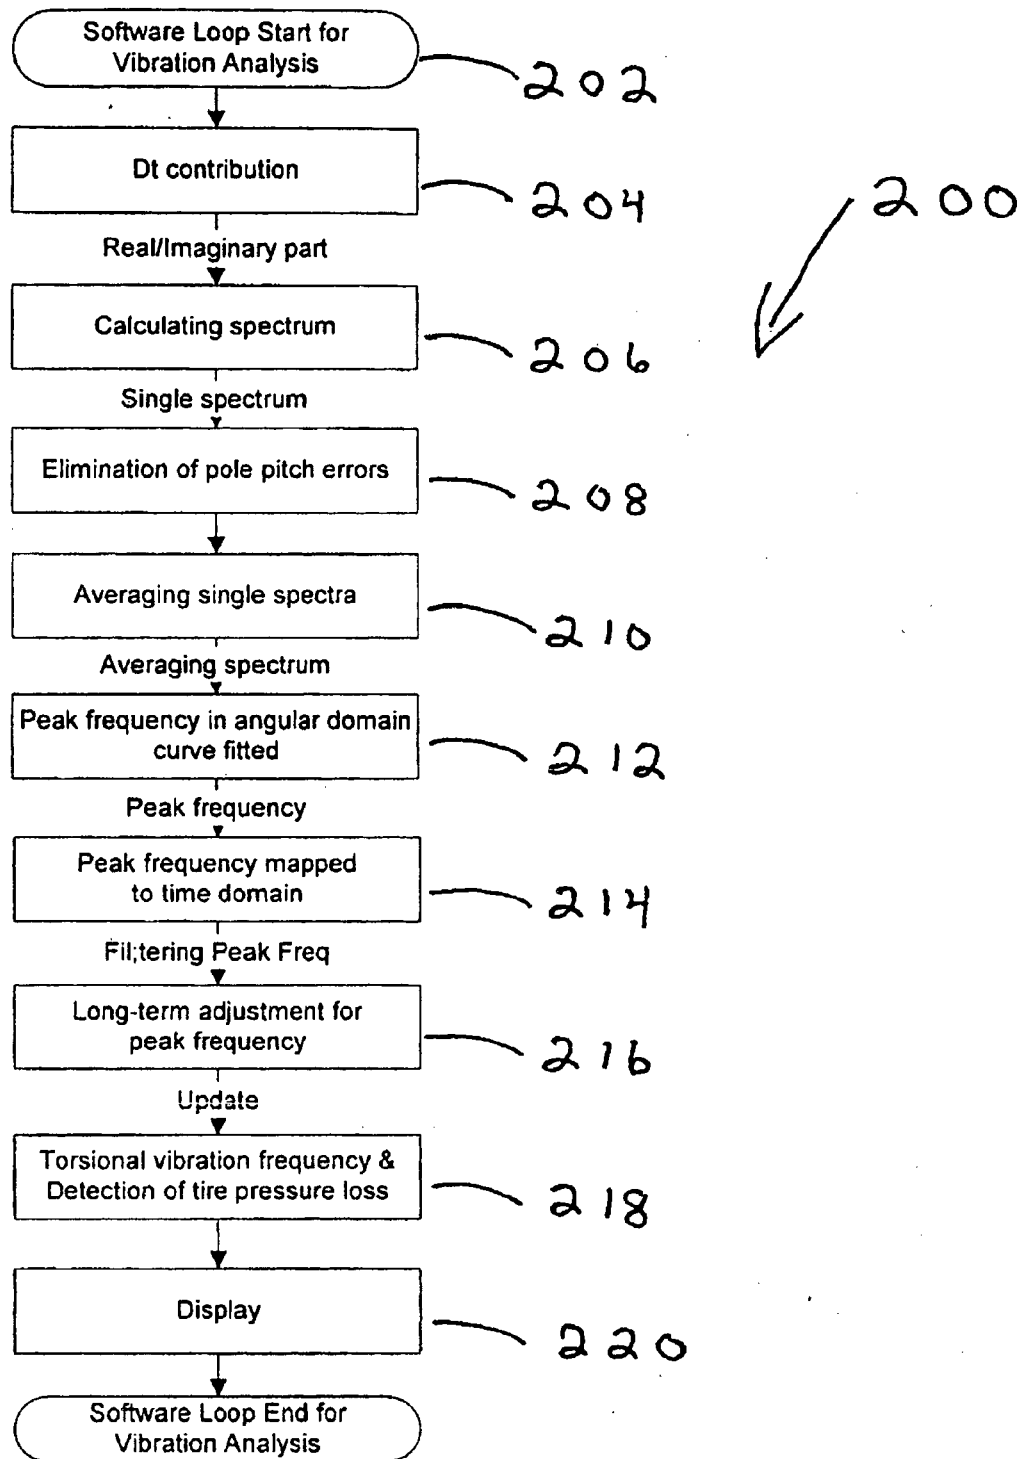 Software Loop Start for
Vibration Analysis
202
Dt contribution
204
200
Real/Imaginary part
Calculating spectrum
206
Single spectrum
Elimination of pole pitch errors
208
Averaging single spectra
210
Averaging spectrum
Peak frequency in angular domain
curve fitted
212
Peak frequency
Peak frequency mapped
to time domain
214
Fil;tering Peak Freq
Long-term adjustment for
peak frequency
216
Update
Torsional vibration frequency &
Detection of tire pressure loss
218
Display
220
Software Loop End for
Vibration Analysis